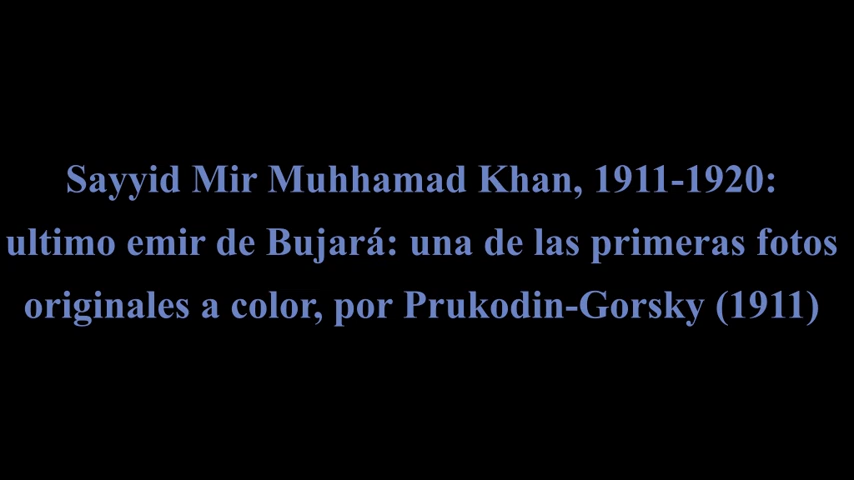 Sayyid Mir Muhhamad Khan, 1911-1920:
ultimo emir de Bujará: una de las primeras fotos
originales a color, por Prukodin-Gorsky (1911)